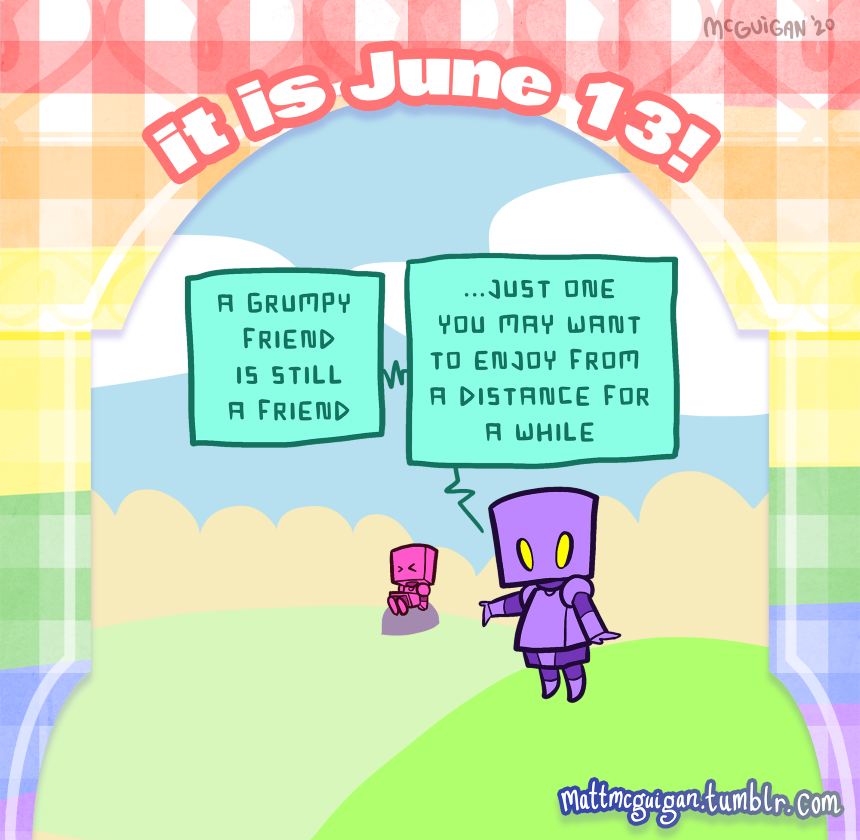 McGUiGAN '20
it is June 13!
A GRUMPY
FRIEND
IS STILL
A FRIEND
...JUST ONE
YOU MAY WANT
TO ENJOY FROM
A DISTANCE FOR
A WHILE
mattmcguigan.tumblr.com